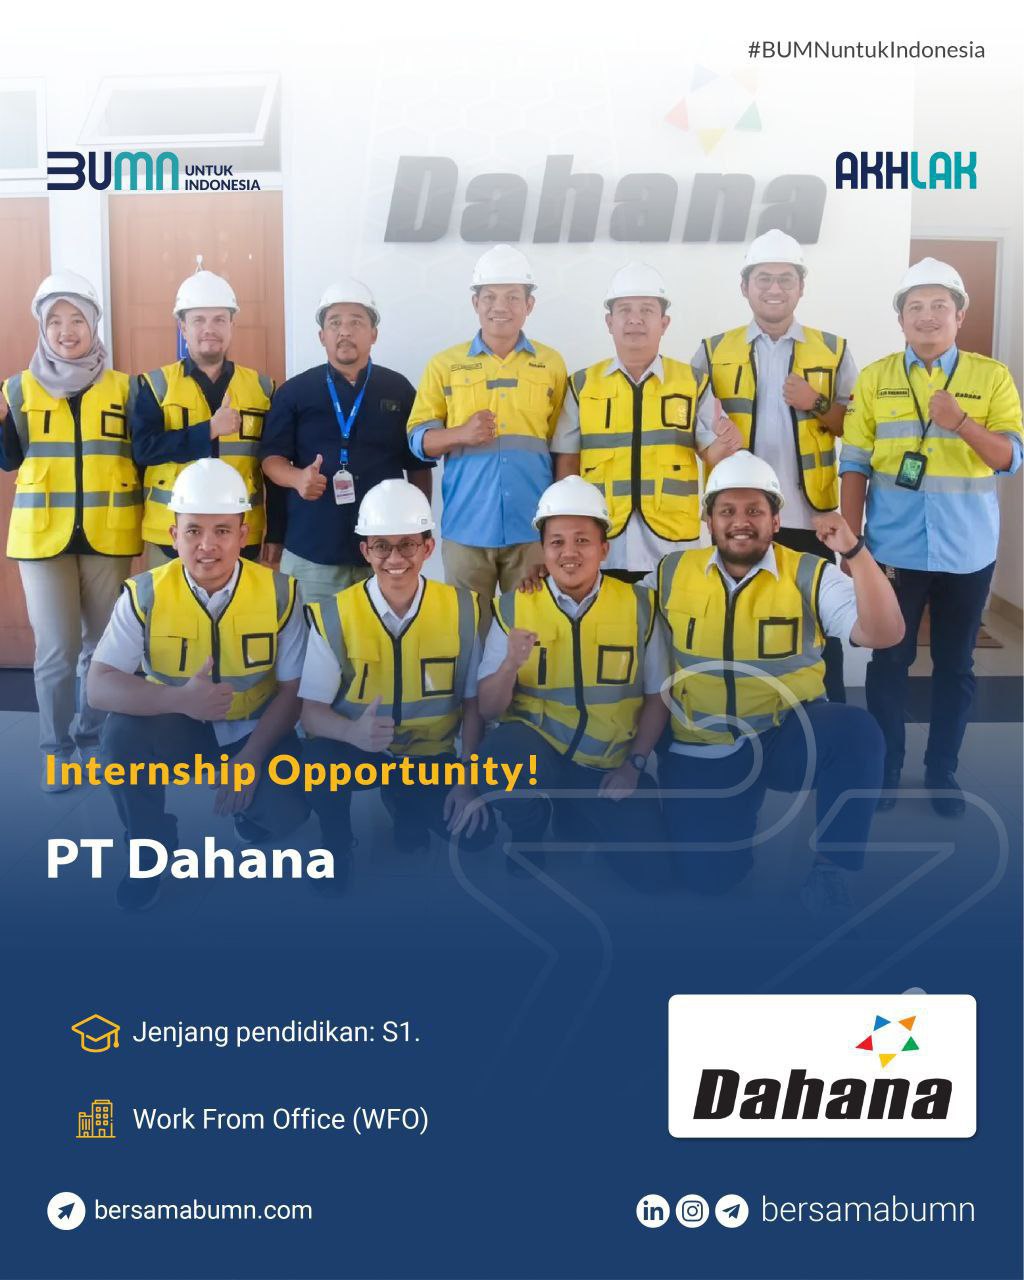 #BUMNuntukIndonesia
BUMN UNTUK
INDONESIA
AKHLAK
Dahana
Internship Opportunity!
PT Dahana
Jenjang pendidikan: S1.
Dahana
Work From Office (WFO)
bersamabumn.com
in
bersamabumn